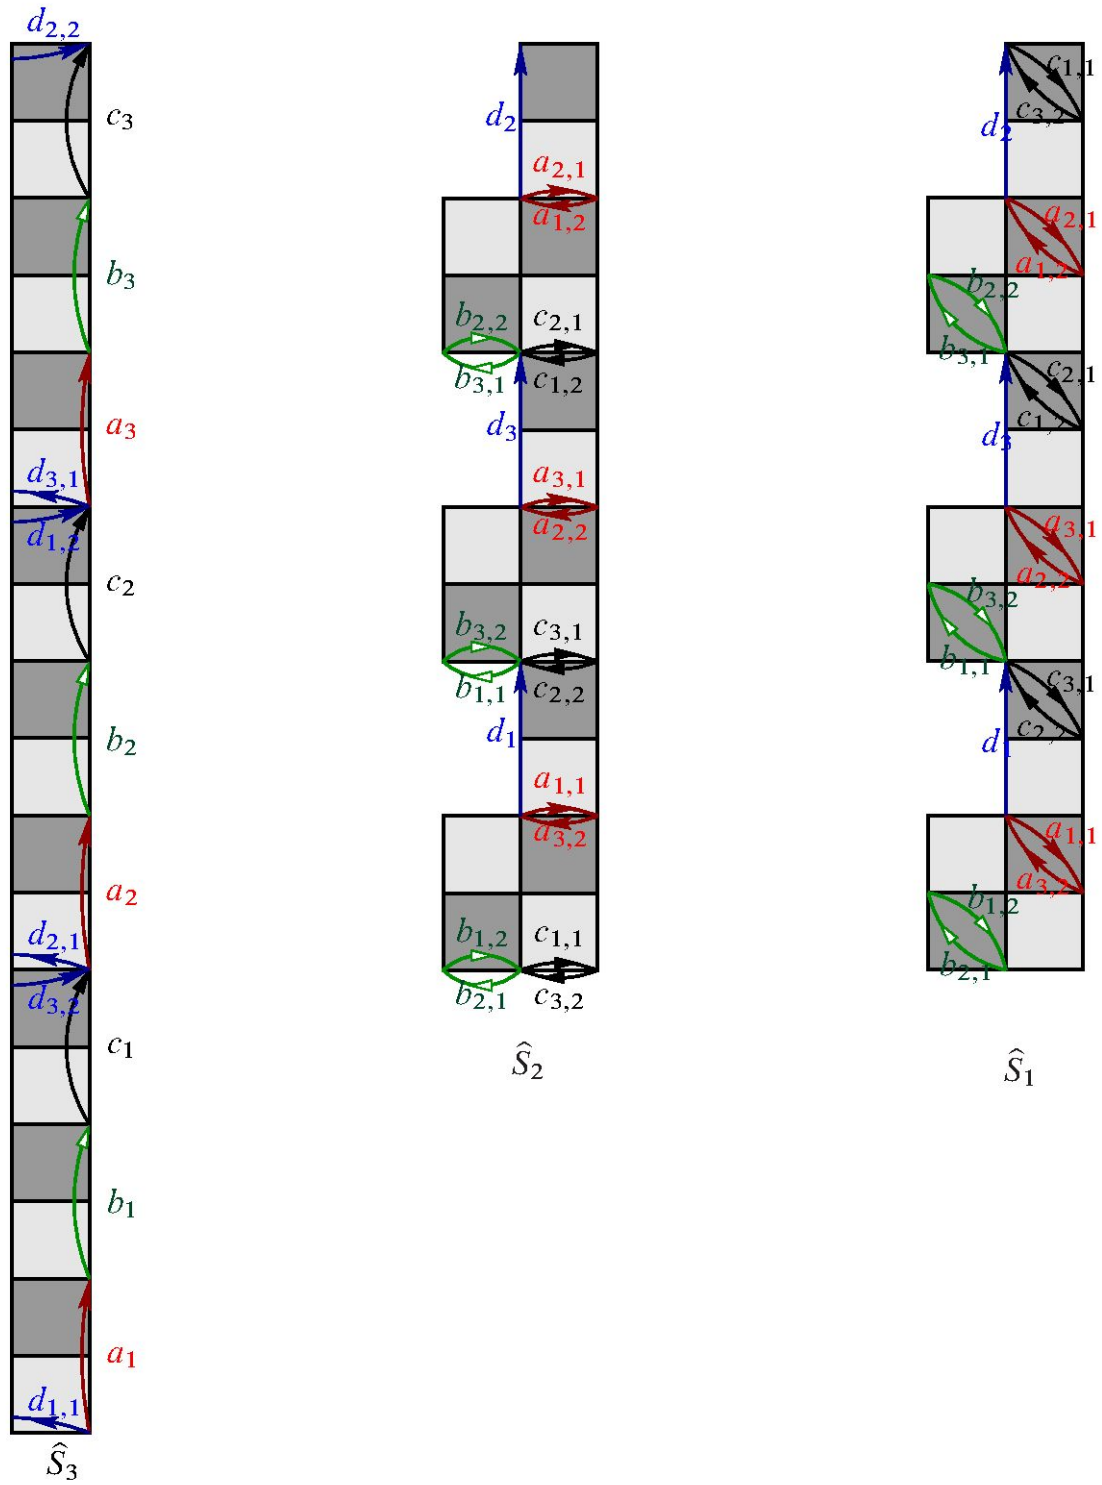 d2,2
c3
b3
a3
d3,1
d1,2
c2
b2
a2
d2,1
d3,2
c1
b1
a1
d1,1
Ŝ3
d2
a2,1
a1,2
b2,2
c2,1
b3,1
c1,2
d3
a3,1
a2,2
b3,2
c3,1
b1,1
c2,2
d1
a1,1
a3,2
b1,2
c1,1
b2,1
c3,2
Ŝ2
c1,1
c3,2
d2
a2,1
a1,2
b2,2
b3,1
c2,1
c1,2
d3
a3,1
a2,2
b3,2
b1,1
c3,1
c2,2
d1
a1,1
a3,2
b1,2
b2,1
Ŝ1